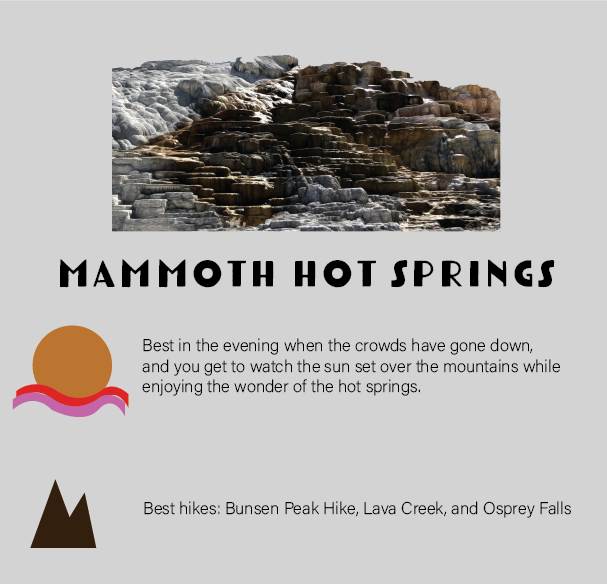 MAMMOTH HOT SPRINGS
Best in the evening when the crowds have gone down,
and you get to watch the sun set over the mountains while
enjoying the wonder of the hot springs.
Best hikes: Bunsen Peak Hike, Lava Creek, and Osprey Falls